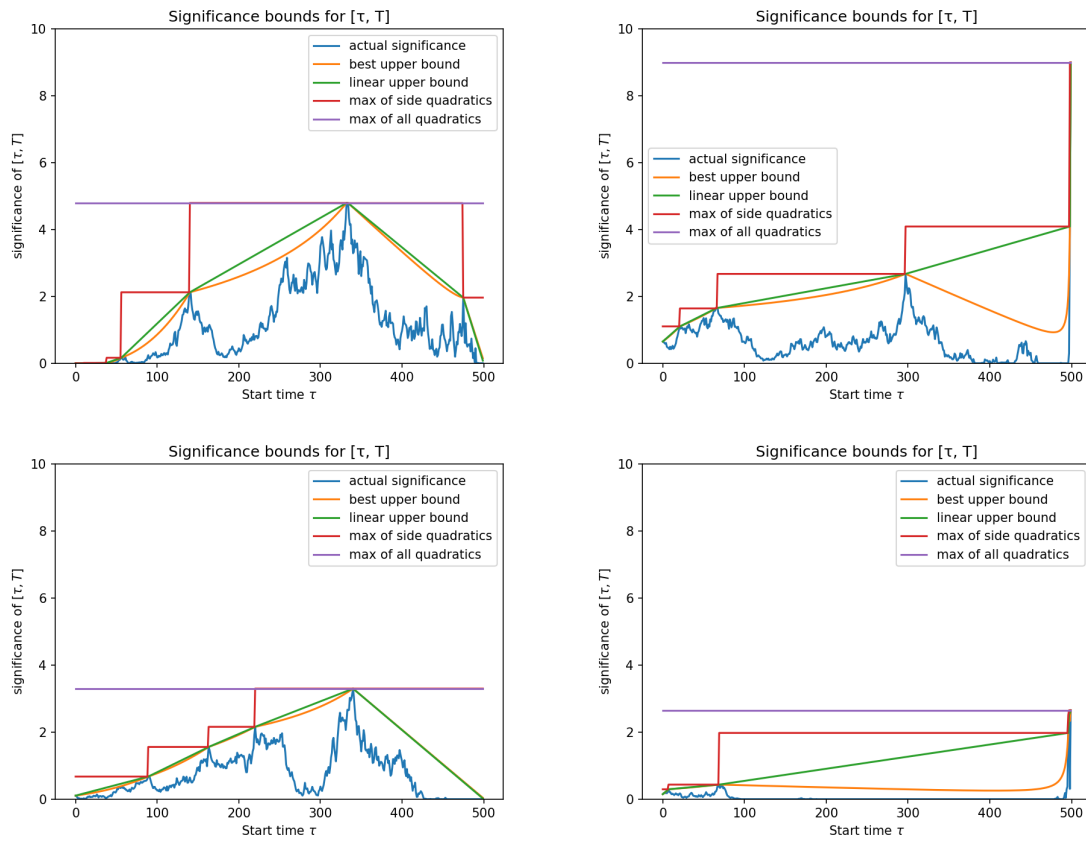 Significance bounds for [τ, T]
10
8
6
4
2
0
significance of [τ, T]
actual significance
best upper bound
linear upper bound
max of side quadratics
max of all quadratics
0 100 200 300 400 500
Start time τ
Significance bounds for [τ, T]
10
8
6
4
2
0
significance of [τ, T]
actual significance
best upper bound
linear upper bound
max of side quadratics
max of all quadratics
0 100 200 300 400 500
Start time τ
Significance bounds for [τ, T]
10
8
6
4
2
0
significance of [τ, T]
actual significance
best upper bound
linear upper bound
max of side quadratics
max of all quadratics
0 100 200 300 400 500
Start time τ
Significance bounds for [τ, T]
10
8
6
4
2
0
significance of [τ, T]
actual significance
best upper bound
linear upper bound
max of side quadratics
max of all quadratics
0 100 200 300 400 500
Start time τ